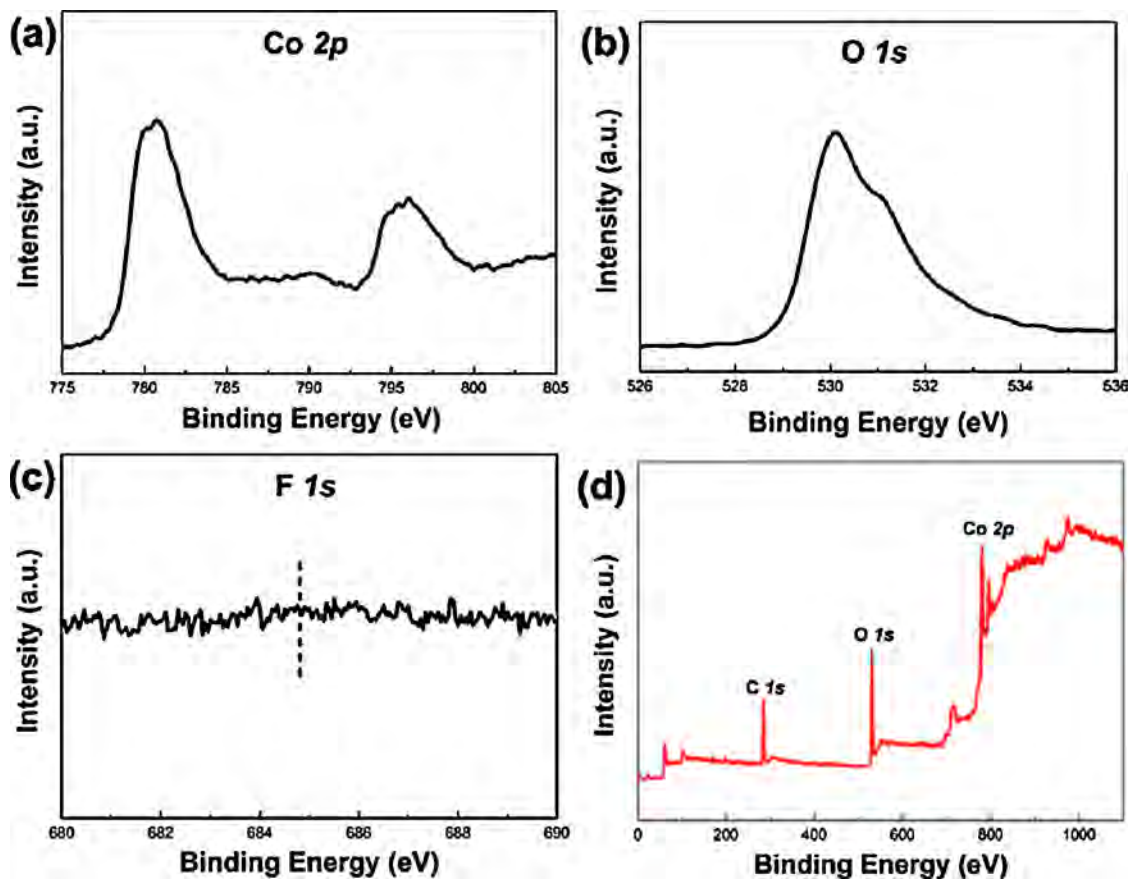 (a)
Co 2p
Intensity (a.u.)
775 780 785 790 795 800 805
Binding Energy (eV)
(b)
O 1s
Intensity (a.u.)
526 528 530 532 534 536
Binding Energy (eV)
(c)
F 1s
Intensity (a.u.)
680 682 684 686 688 690
Binding Energy (eV)
(d)
Co 2p
O 1s
C 1s
Intensity (a.u.)
0 200 400 600 800 1000
Binding Energy (eV)